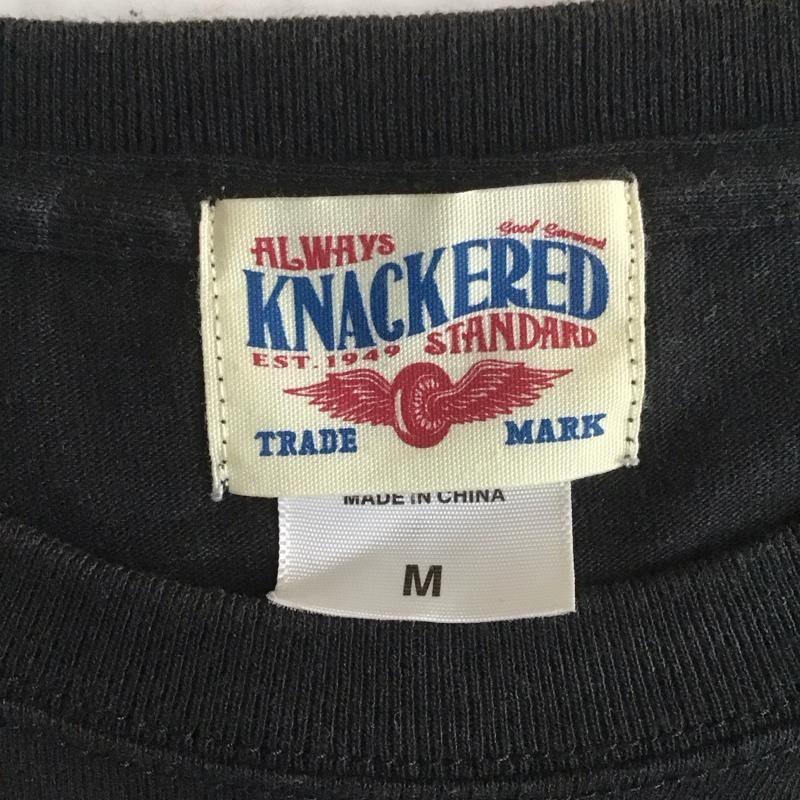 Good Garment
ALWAYS
KNACKERED
EST. 1949 STANDARD
TRADE MARK
MADE IN CHINA
M